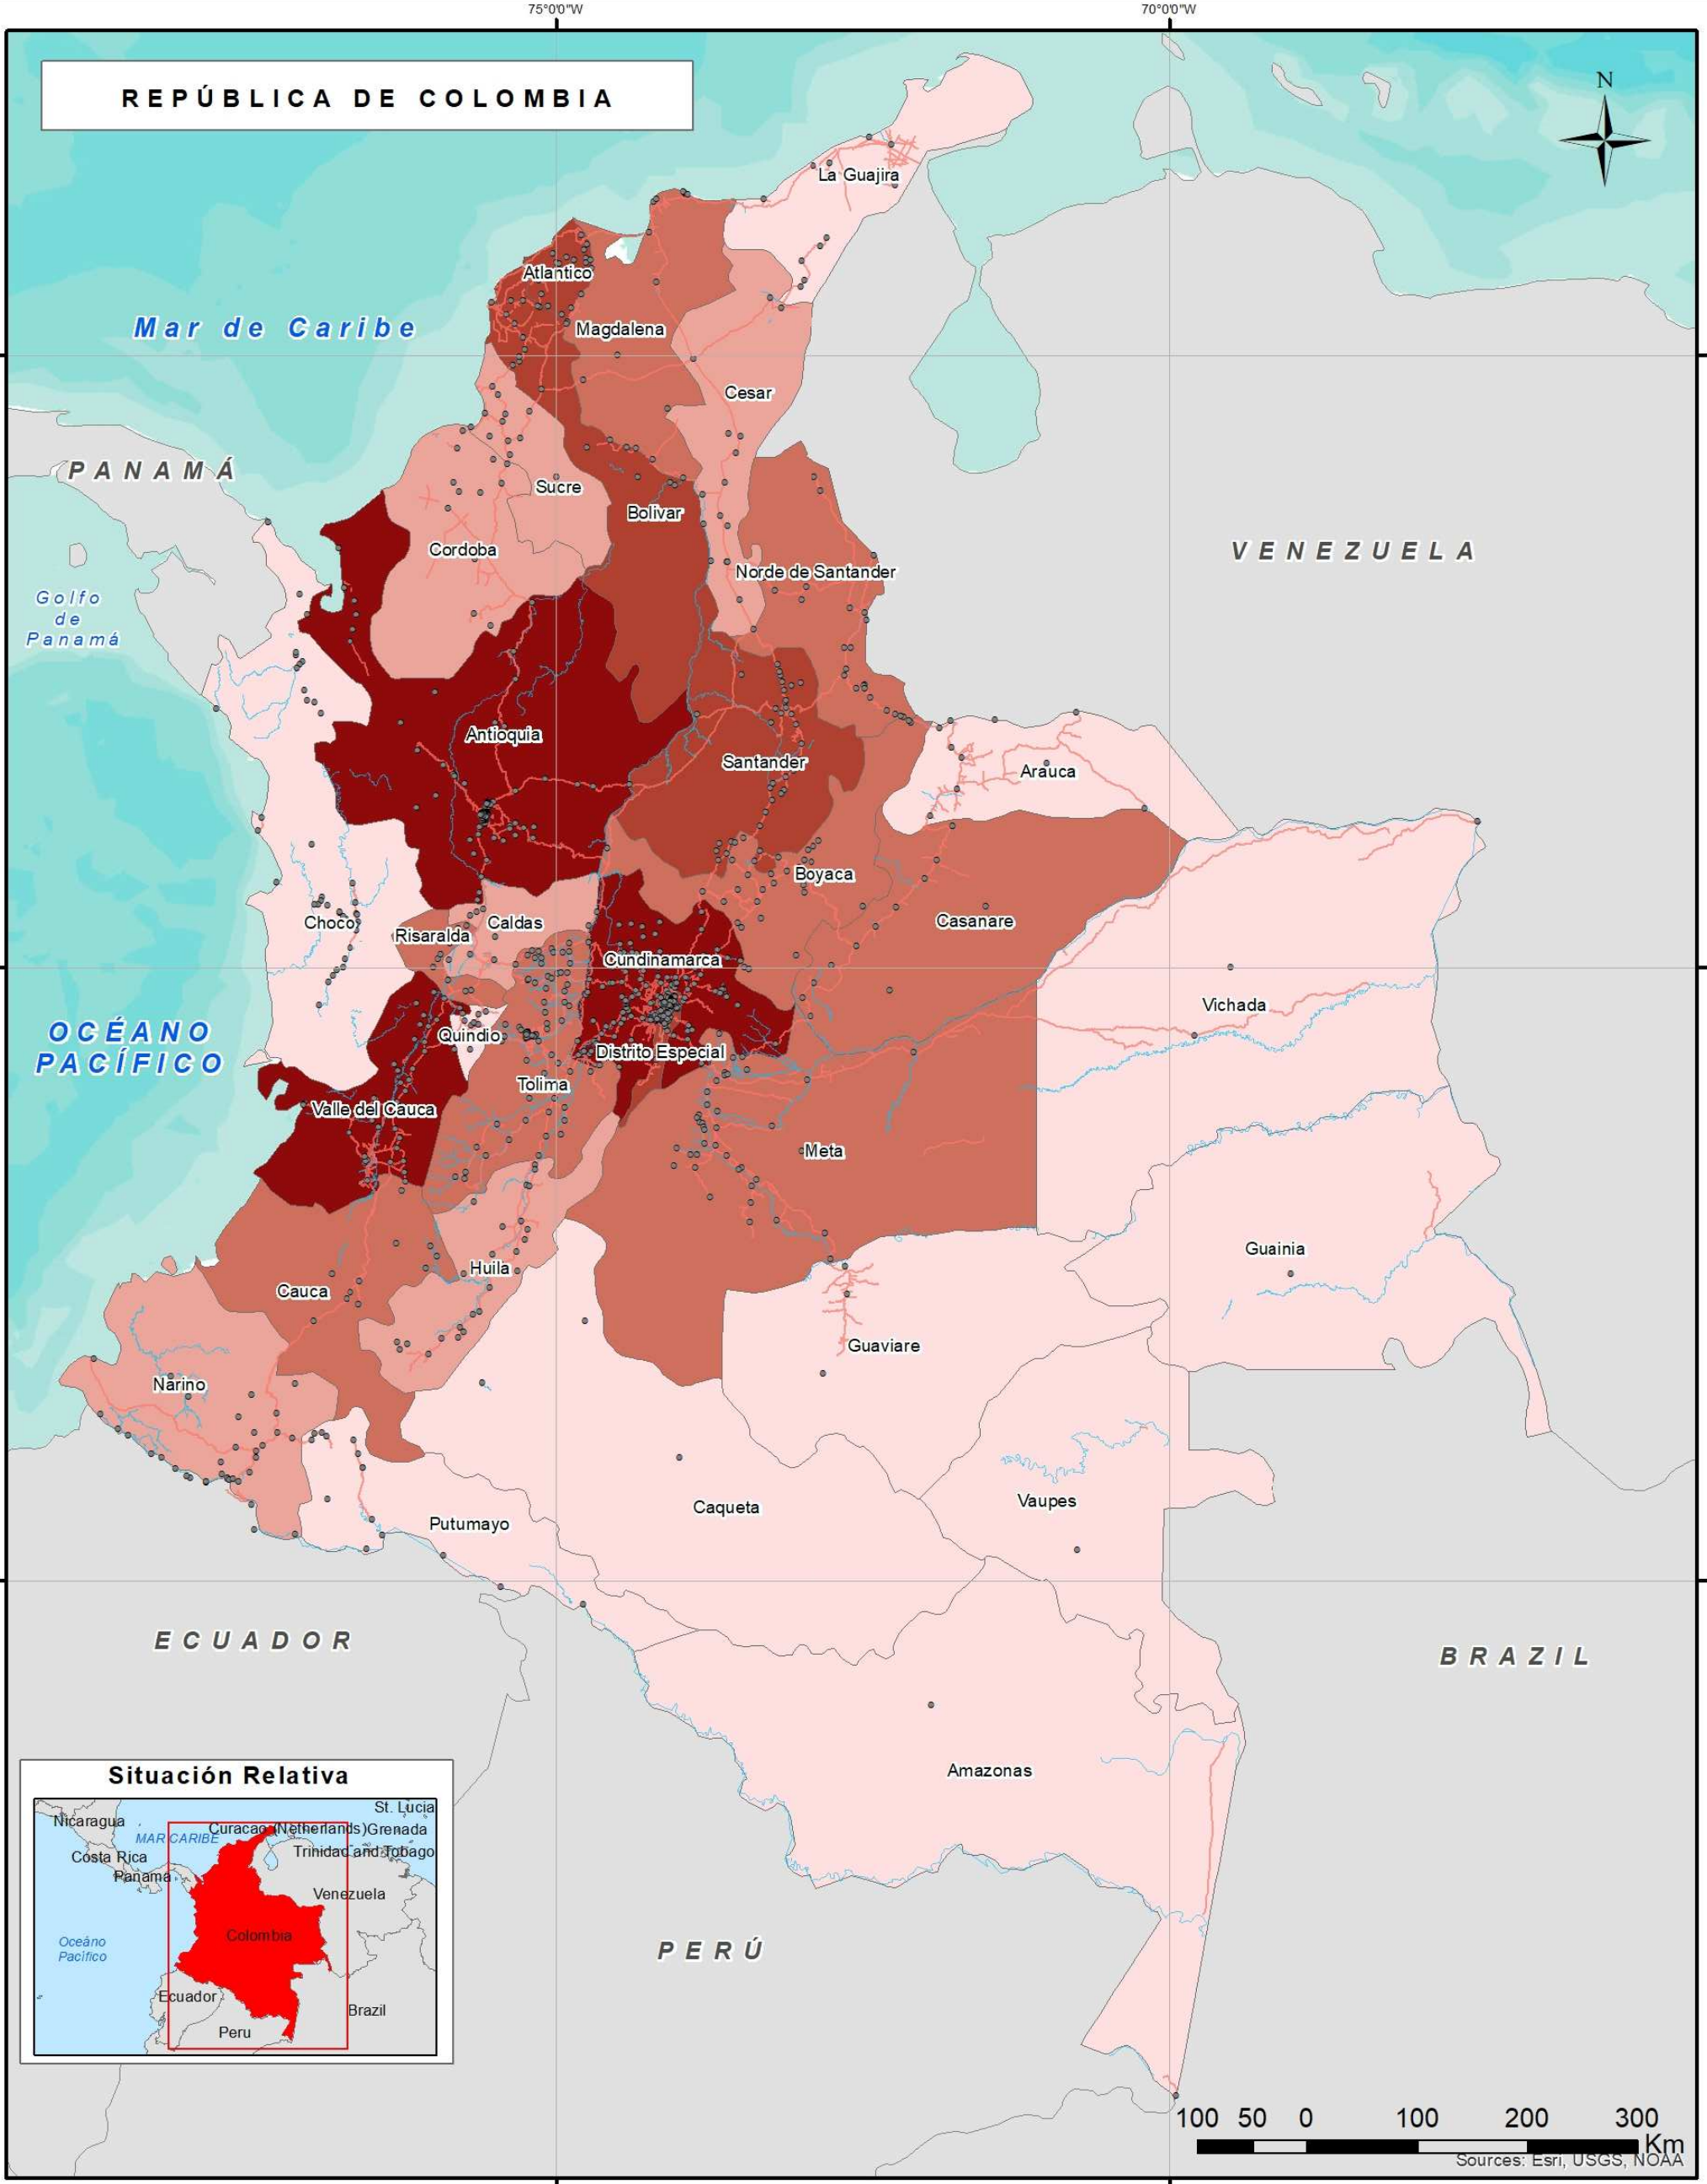 75°0'0"W
70°0'0"W
REPÚBLICA DE COLOMBIA
N
La Guajira
Atlantico
Mar de Caribe
Magdalena
Cesar
PANAMÁ
Sucre
Bolivar
VENEZUELA
Cordoba
Norde de Santander
Golfo
de
Panamá
Antioquia
Santander
Arauca
Boyaca
Choco
Caldas
Casanare
Risaralda
Cundinamarca
Vichada
OCÉANO
PACÍFICO
Quindio
Distrito Especial
Tolima
Valle del Cauca
Meta
Guainia
Huila
Cauca
Guaviare
Narino
Vaupes
Caqueta
Putumayo
ECUADOR
BRAZIL
Amazonas
PERÚ
Situación Relativa
St. Lucia
Nicaragua
Curacao (Netherlands)
Grenada
MAR CARIBE
Costa Rica
Trinidad and Tobago
Panama
Venezuela
Colombia
Oceáno
Pacífico
Ecuador
Brazil
Peru
100 50 0 100 200 300
Km
Sources: Esri, USGS, NOAA